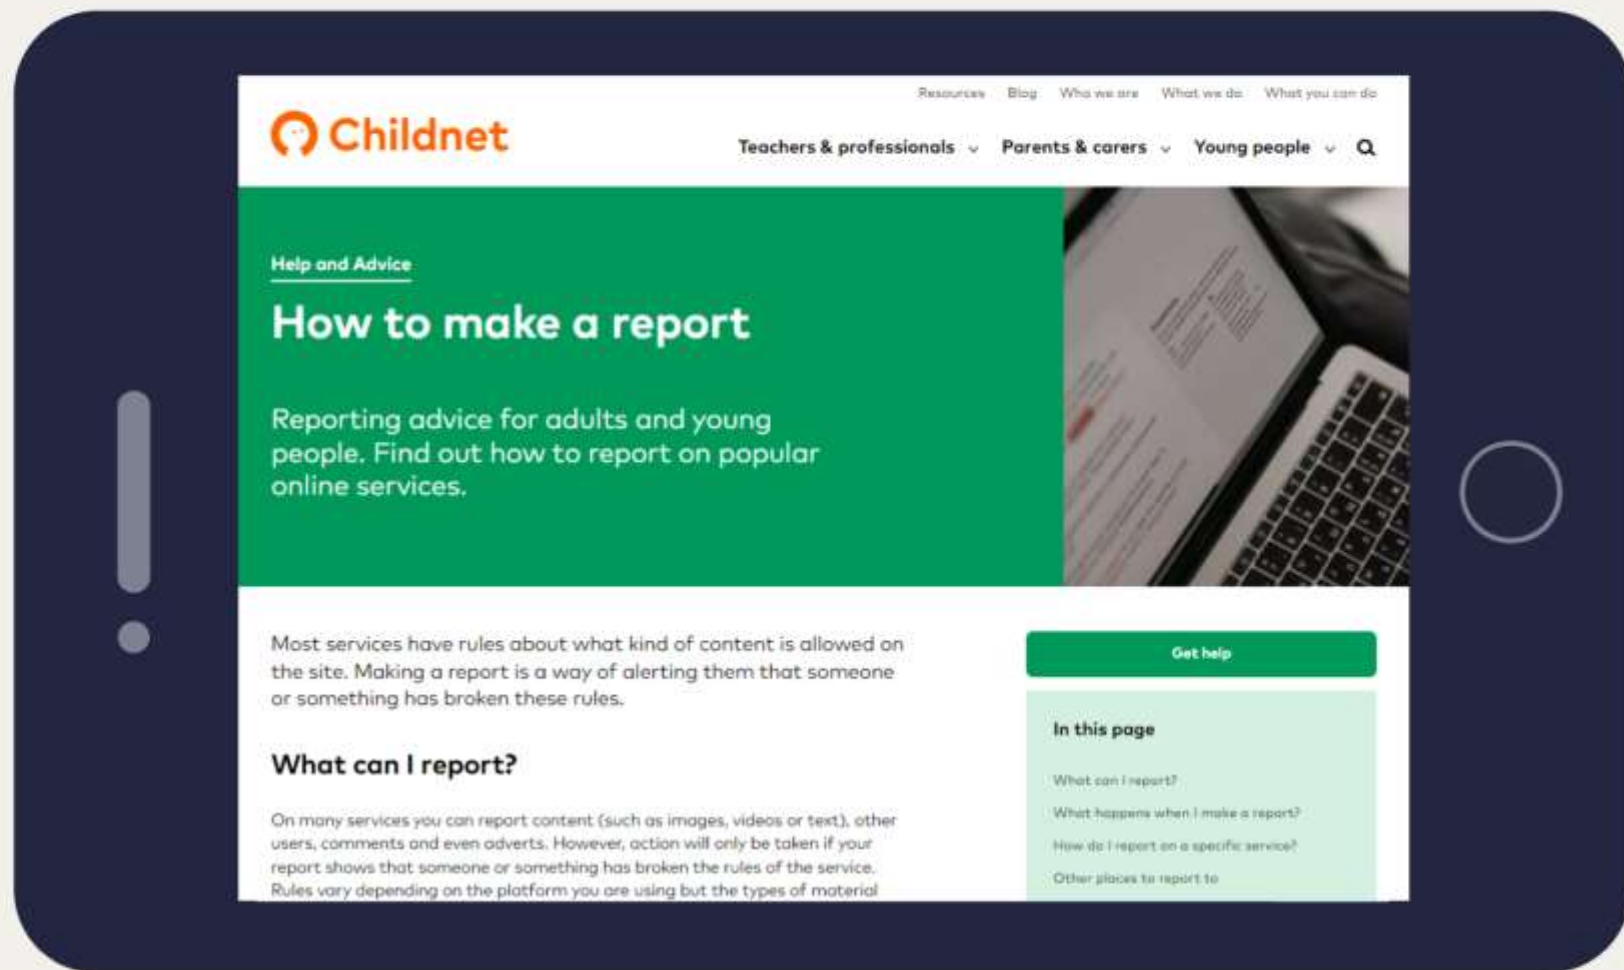 Resources Blog Who we are What we do What you can do
Childnet
Teachers & professionals Parents & carers Young people
Help and Advice
How to make a report
Reporting advice for adults and young
people. Find out how to report on popular
online services.
Most services have rules about what kind of content is allowed on
the site. Making a report is a way of alerting them that someone
or something has broken these rules.
What can I report?
On many services you can report content (such as images, videos or text), other
users, comments and even adverts. However, action will only be taken if your
report shows that someone or something has broken the rules of the service.
Rules vary depending on the platform you are using but the types of material
Get help
In this page
What can I report?
What happens when I make a report?
How do I report on a specific service?
Other places to report to